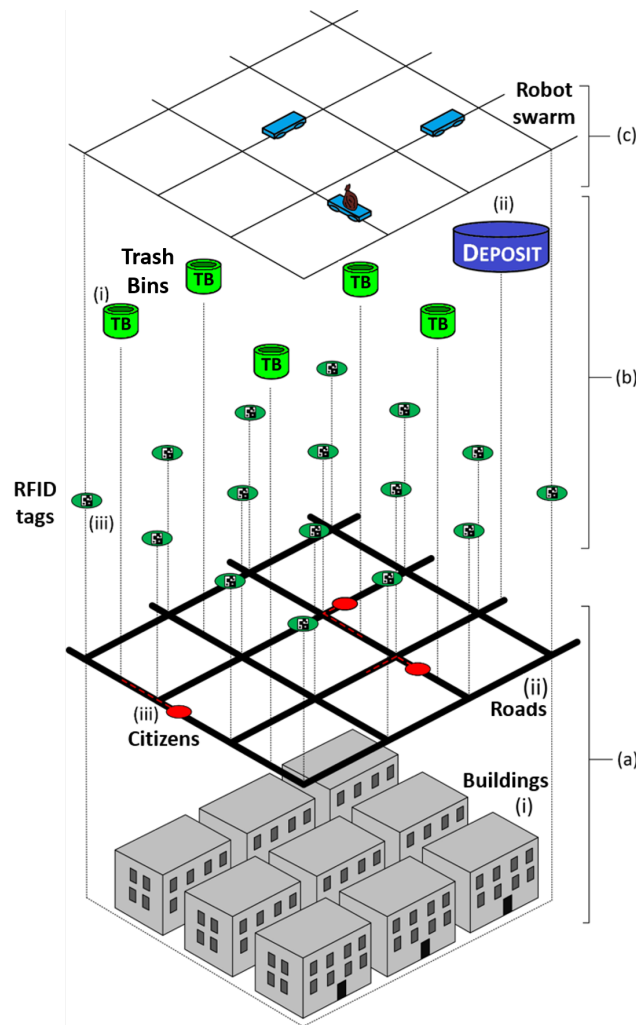 Robot
swarm
(c)
(ii)
DEPOSIT
Trash
Bins
(i)
TB
TB
TB
TB
TB
(b)
RFID
tags
(iii)
(ii)
Roads
(iii)
Citizens
(a)
Buildings
(i)